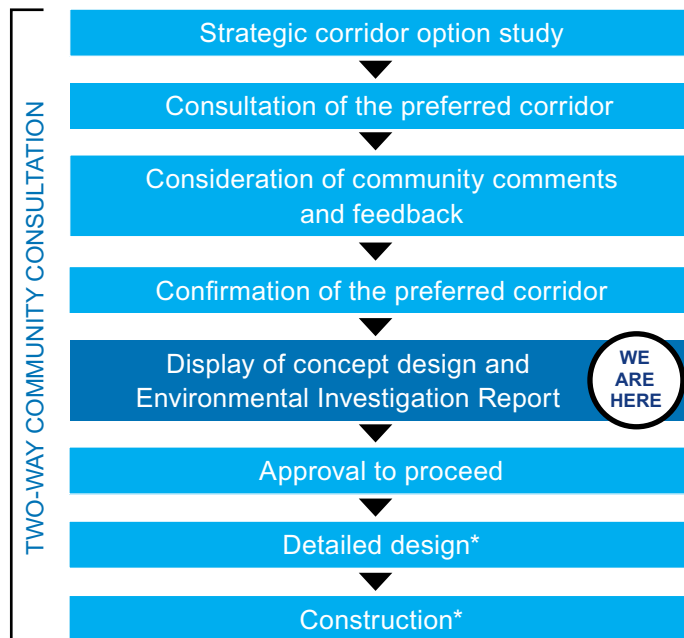 TWO-WAY COMMUNITY CONSULTATION
Strategic corridor option study
Consultation of the preferred corridor
Consideration of community comments
and feedback
Confirmation of the preferred corridor
Display of concept design and
Environmental Investigation Report
WE
ARE
HERE
Approval to proceed
Detailed design*
Construction*